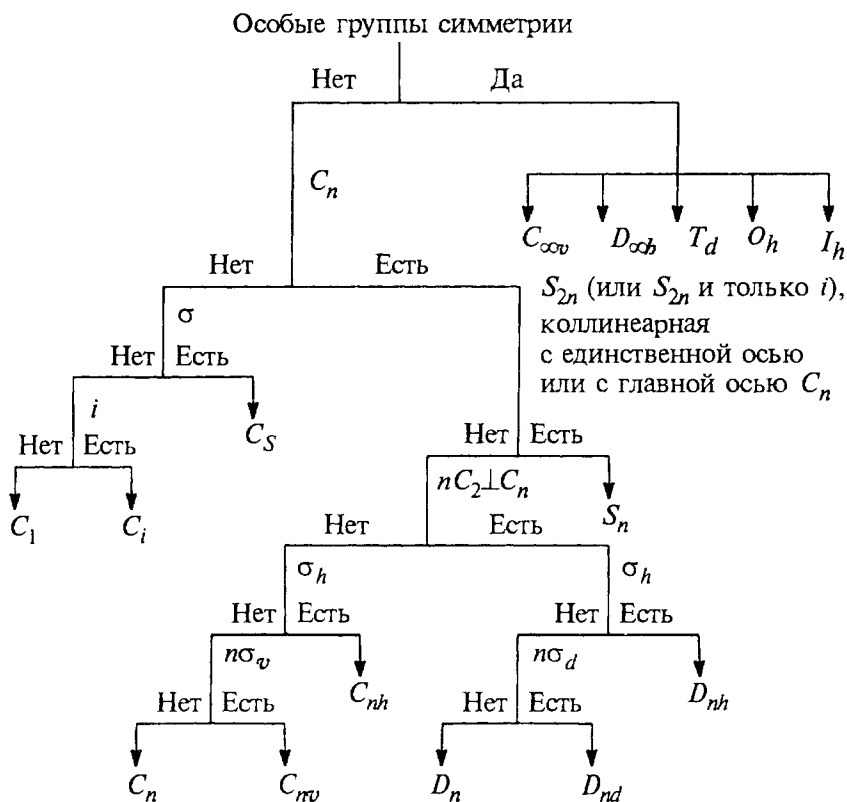 Особые группы симметрии
Нет Да
C_n
C_∞v D_∞h T_d O_h I_h
Нет Есть
S_2n (или S_2n и только i),
коллинеарная
с единственной осью
или с главной осью C_n
σ
Нет Есть
i
C_S
Нет Есть
Нет Есть
nC_2⊥C_n
S_n
C_1 C_i
Нет Есть
σ_h σ_h
Нет Есть Нет Есть
nσ_v nσ_d
C_nh D_nh
Нет Есть Нет Есть
C_n C_nv D_n D_nd